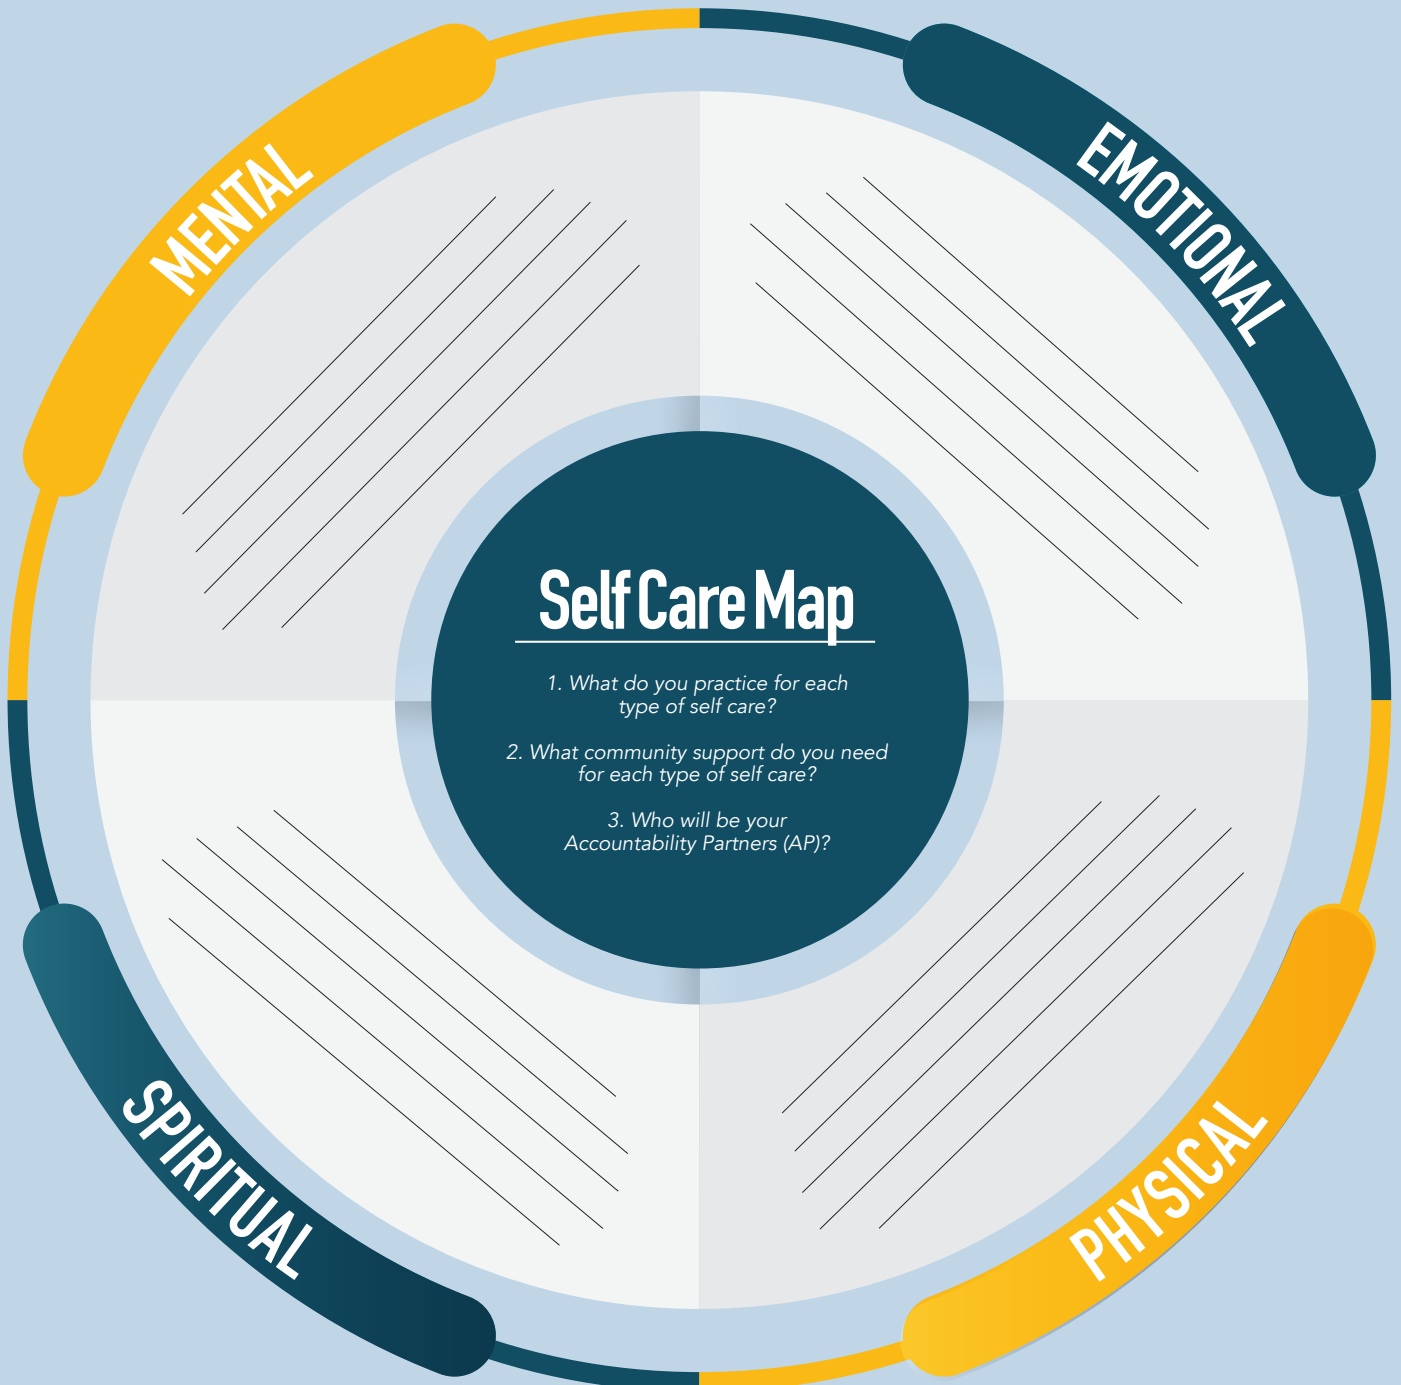 MENTAL
EMOTIONAL
Self Care Map
1. What do you practice for each
type of self care?
2. What community support do you need
for each type of self care?
3. Who will be your
Accountability Partners (AP)?
SPIRITUAL
PHYSICAL